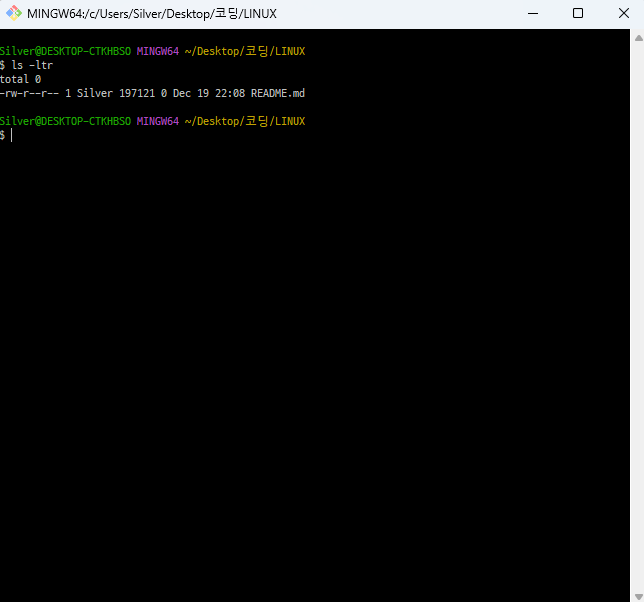 MINGW64:/c/Users/Silver/Desktop/코딩/LINUX
Silver@DESKTOP-CTKHBSO MINGW64 ~/Desktop/코딩/LINUX
$ ls -ltr
total 0
-rw-r--r-- 1 Silver 197121 0 Dec 19 22:08 README.md
Silver@DESKTOP-CTKHBSO MINGW64 ~/Desktop/코딩/LINUX
$